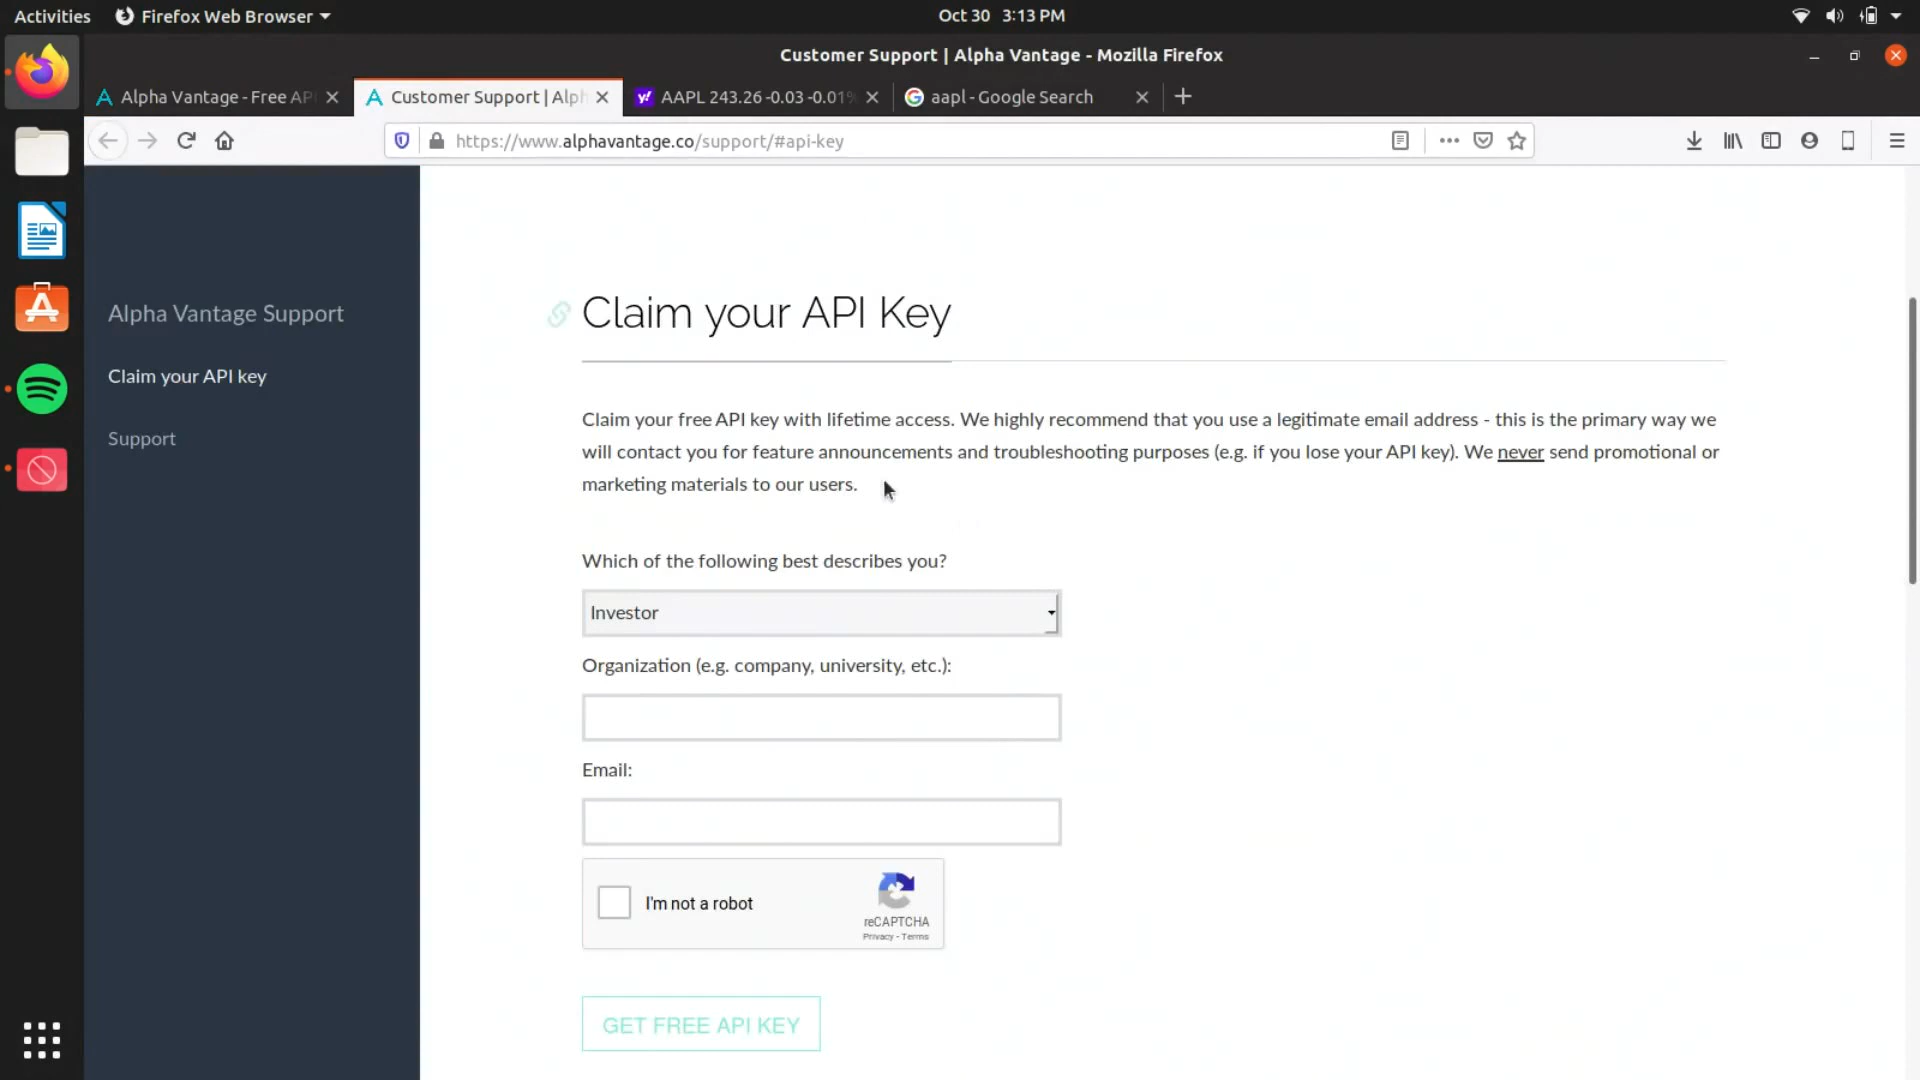 Activities
Firefox Web Browser
Oct 30 3:13 PM
Customer Support | Alpha Vantage - Mozilla Firefox
Alpha Vantage - Free AP
Customer Support | Alph
AAPL 243.26 -0.03 -0.01%
aapl - Google Search
https://www.alphavantage.co/support/#api-key
Alpha Vantage Support
Claim your API key
Support
Claim your API Key
Claim your free API key with lifetime access. We highly recommend that you use a legitimate email address - this is the primary way we
will contact you for feature announcements and troubleshooting purposes (e.g. if you lose your API key). We never send promotional or
marketing materials to our users.
Which of the following best describes you?
Investor
Organization (e.g. company, university, etc.):
Email:
I'm not a robot
reCAPTCHA
Privacy - Terms
GET FREE API KEY